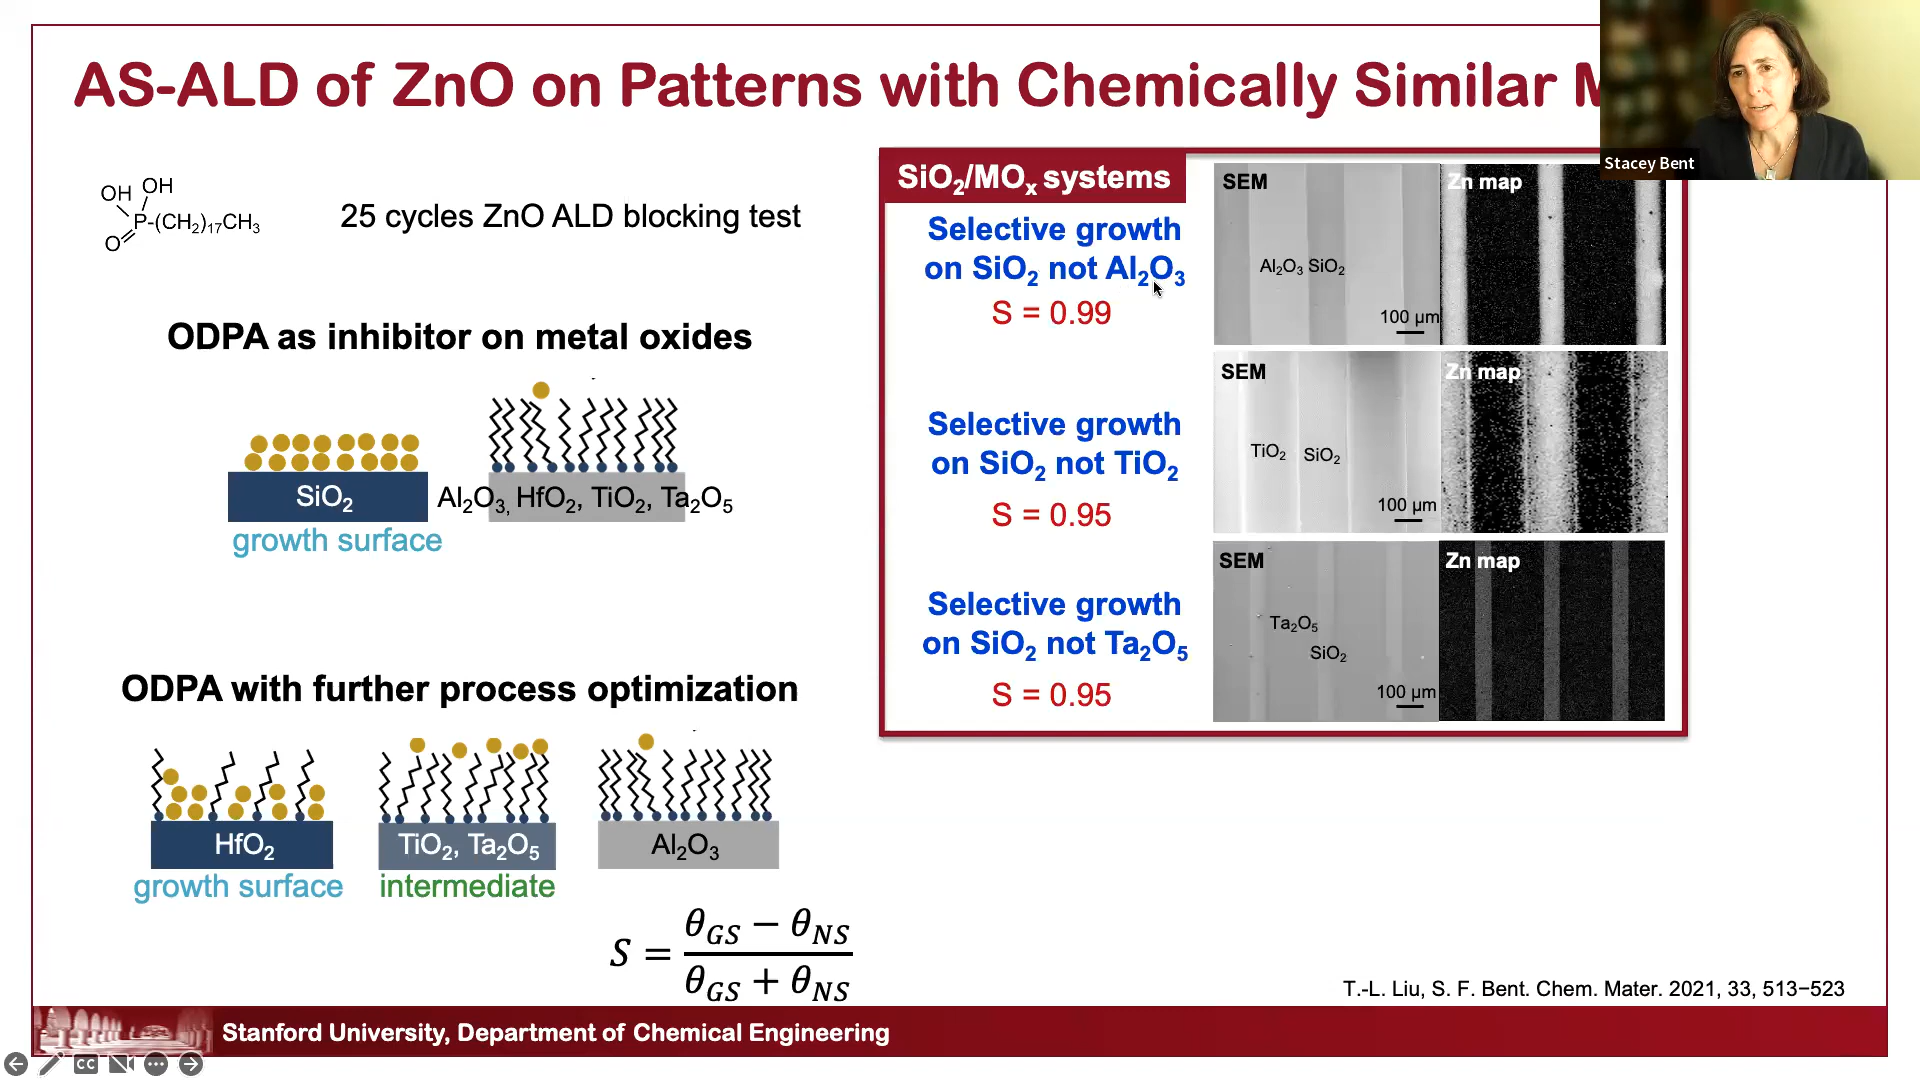 AS-ALD of ZnO on Patterns with Chemically Similar
Stacey Bent
OH OH
P-(CH₂)₁₇CH₃
O
25 cycles ZnO ALD blocking test
ODPA as inhibitor on metal oxides
SiO₂
Al₂O₃, HfO₂, TiO₂, Ta₂O₅
growth surface
ODPA with further process optimization
HfO₂
TiO₂, Ta₂O₅
Al₂O₃
growth surface
intermediate
S = (θ_GS − θ_NS) / (θ_GS + θ_NS)
SiO₂/MOₓ systems
Selective growth
on SiO₂ not Al₂O₃
S = 0.99
SEM
Al₂O₃ SiO₂
100 µm
Zn map
Selective growth
on SiO₂ not TiO₂
S = 0.95
SEM
TiO₂ SiO₂
100 µm
Zn map
Selective growth
on SiO₂ not Ta₂O₅
S = 0.95
SEM
Ta₂O₅
SiO₂
100 µm
Zn map
T.-L. Liu, S. F. Bent. Chem. Mater. 2021, 33, 513−523
Stanford University, Department of Chemical Engineering
CC